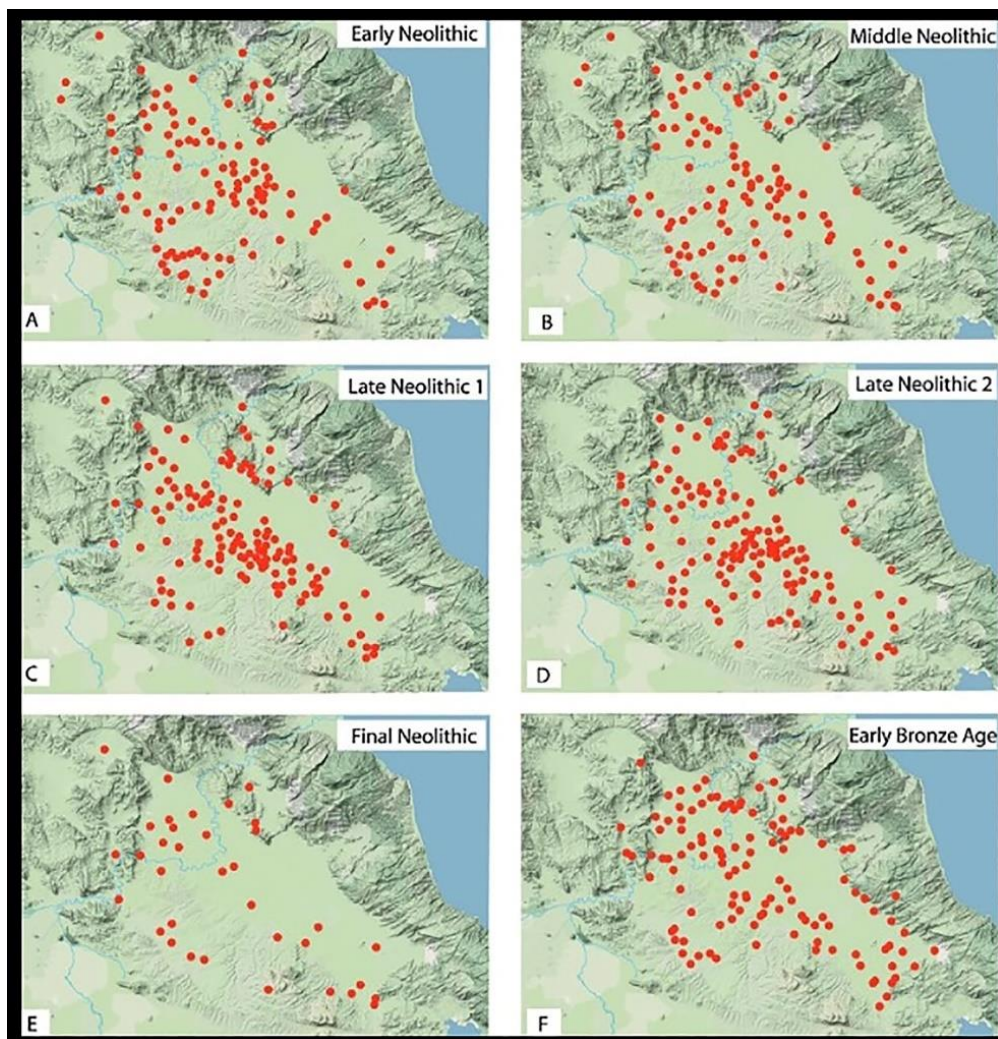 Early Neolithic
A
Middle Neolithic
B
Late Neolithic 1
C
Late Neolithic 2
D
Final Neolithic
E
Early Bronze Age
F